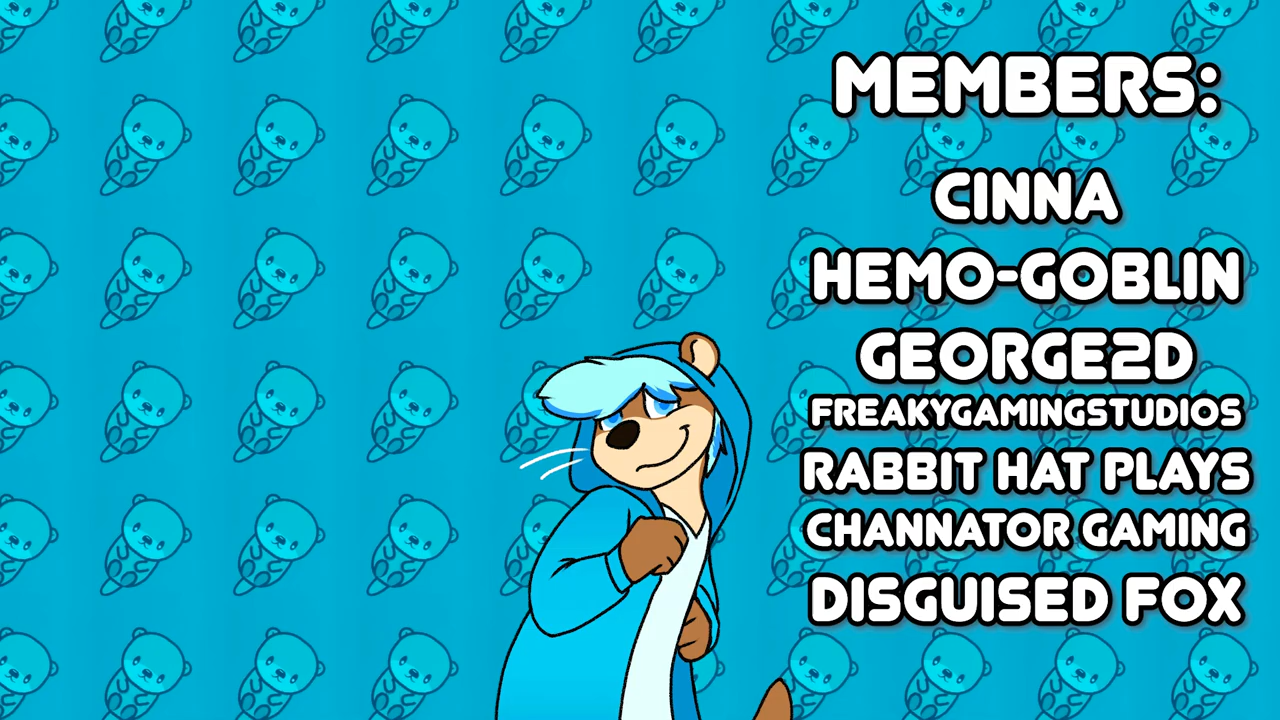 MEMBERS:
CINNA
HEMO-GOBLIN
GEORGE2D
FREAKYGAMINGSTUDIOS
RABBIT HAT PLAYS
CHANNATOR GAMING
DISGUISED FOX